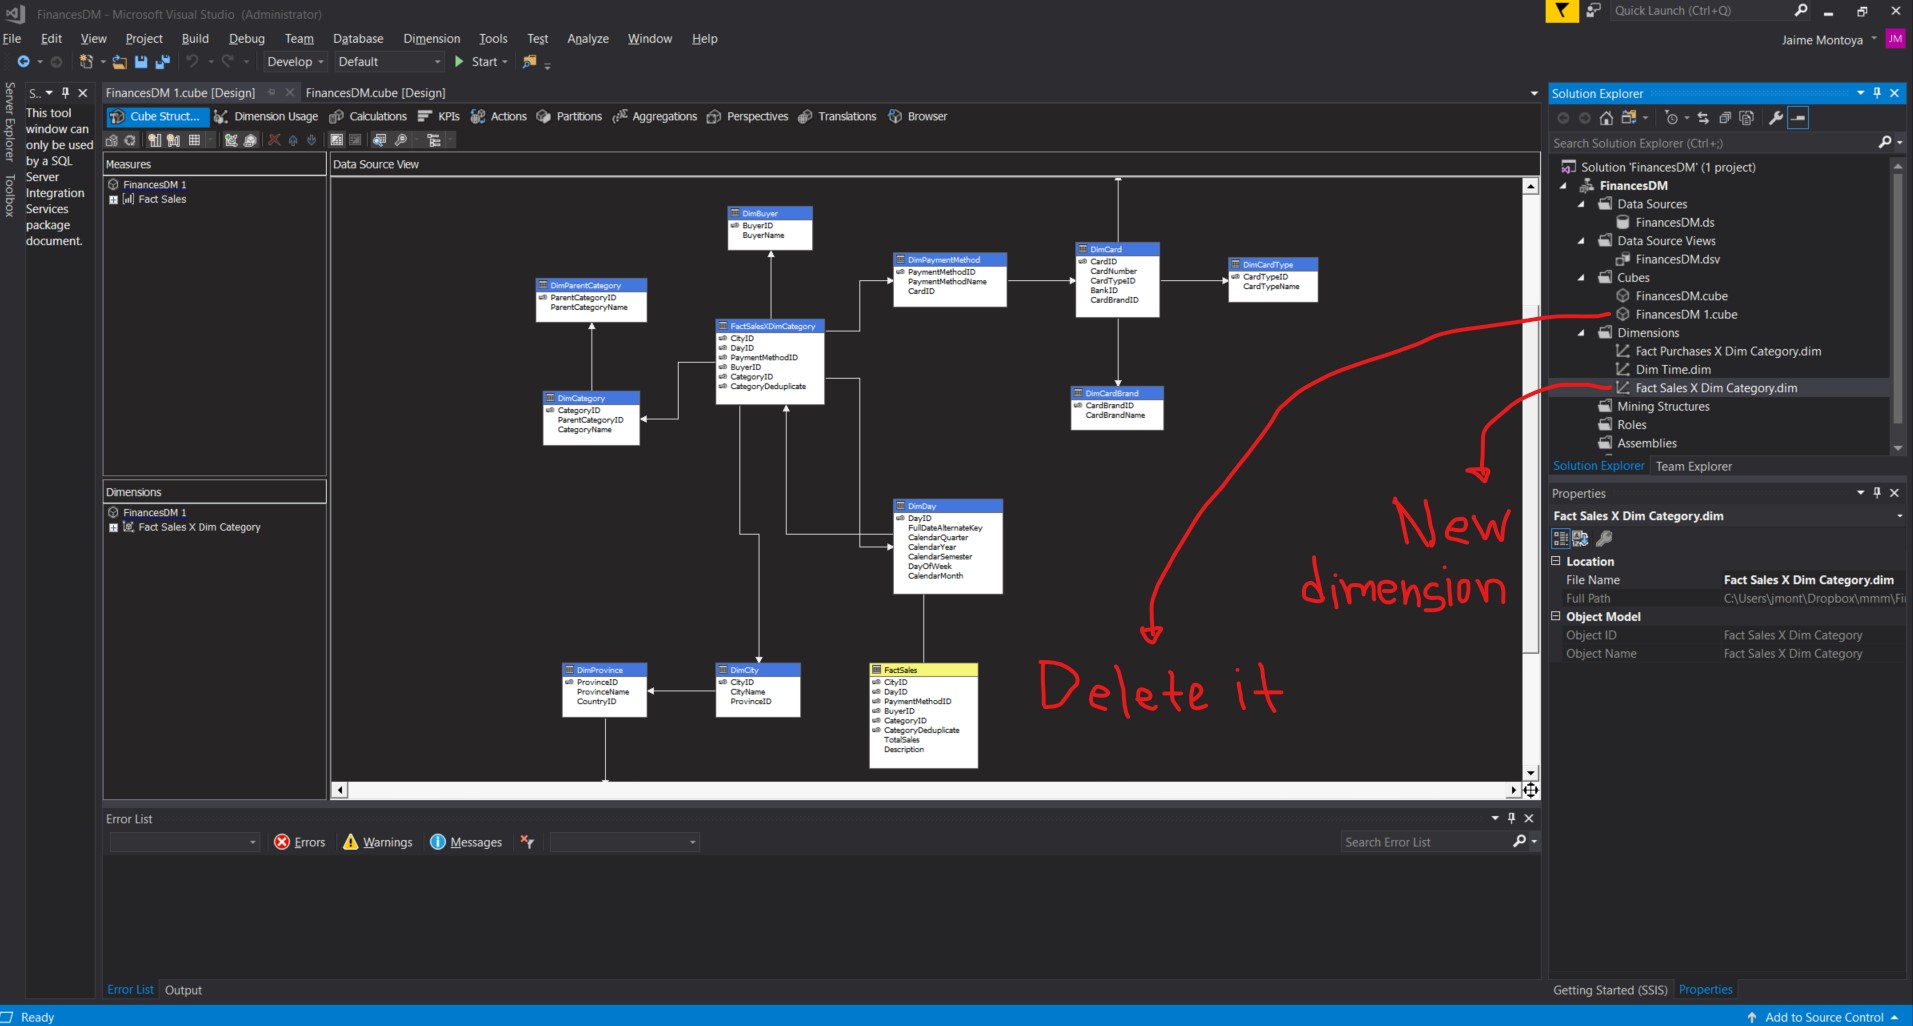 FinancesDM - Microsoft Visual Studio (Administrator)
Quick Launch (Ctrl+Q)
File Edit View Project Build Debug Team Database Dimension Tools Test Analyze Window Help
Jaime Montoya JM
Develop Default Start
Server Explorer
Toolbox
S..
This tool
window can
only be used
by a SQL
Server
Integration
Services
package
document.
FinancesDM 1.cube [Design] FinancesDM.cube [Design]
Cube Struct... Dimension Usage Calculations KPIs Actions Partitions Aggregations Perspectives Translations Browser
Measures
FinancesDM 1
Fact Sales
Dimensions
FinancesDM 1
Fact Sales X Dim Category
Data Source View
DimBuyer
BuyerID
BuyerName
DimParentCategory
ParentCategoryID
ParentCategoryName
DimPaymentMethod
PaymentMethodID
PaymentMethodName
CardID
DimCard
CardID
CardNumber
CardTypeID
BankID
CardBrandID
DimCardType
CardTypeID
CardTypeName
FactSalesXDimCategory
CityID
DayID
PaymentMethodID
BuyerID
CategoryID
CategoryDeduplicate
DimCategory
CategoryID
ParentCategoryID
CategoryName
DimCardBrand
CardBrandID
CardBrandName
DimDay
DayID
FullDateAlternateKey
CalendarQuarter
CalendarYear
CalendarSemester
DayOfWeek
CalendarMonth
DimProvince
ProvinceID
ProvinceName
CountryID
DimCity
CityID
CityName
ProvinceID
FactSales
CityID
DayID
PaymentMethodID
BuyerID
CategoryID
CategoryDeduplicate
TotalSales
Description
New
dimension
Delete it
Solution Explorer
Search Solution Explorer (Ctrl+;)
Solution 'FinancesDM' (1 project)
FinancesDM
Data Sources
FinancesDM.ds
Data Source Views
FinancesDM.dsv
Cubes
FinancesDM.cube
FinancesDM 1.cube
Dimensions
Fact Purchases X Dim Category.dim
Dim Time.dim
Fact Sales X Dim Category.dim
Mining Structures
Roles
Assemblies
Solution Explorer Team Explorer
Properties
Fact Sales X Dim Category.dim
Location
File Name Fact Sales X Dim Category.dim
Full Path C:\Users\jmont\Dropbox\mmm\Fi
Object Model
Object ID Fact Sales X Dim Category
Object Name Fact Sales X Dim Category
Error List
Errors Warnings Messages
Search Error List
Error List Output
Getting Started (SSIS) Properties
Ready
Add to Source Control